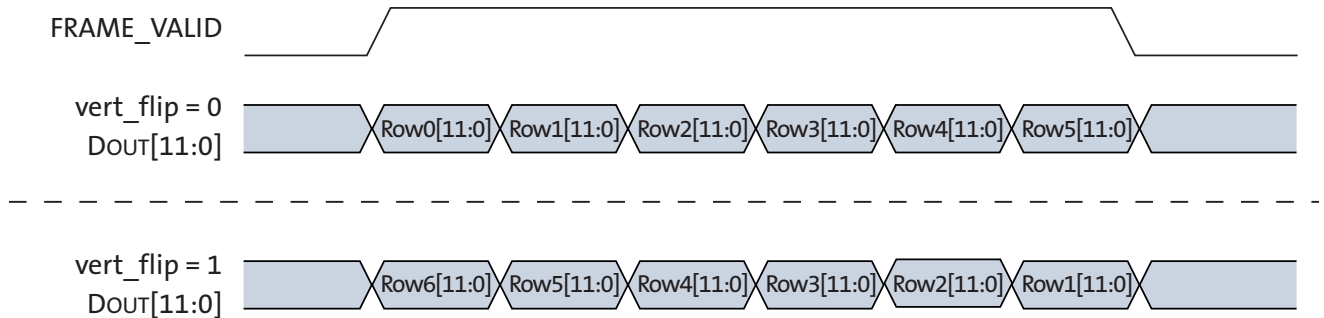 FRAME_VALID
vert_flip = 0
DOUT[11:0]
Row0[11:0] Row1[11:0] Row2[11:0] Row3[11:0] Row4[11:0] Row5[11:0]
vert_flip = 1
DOUT[11:0]
Row6[11:0] Row5[11:0] Row4[11:0] Row3[11:0] Row2[11:0] Row1[11:0]